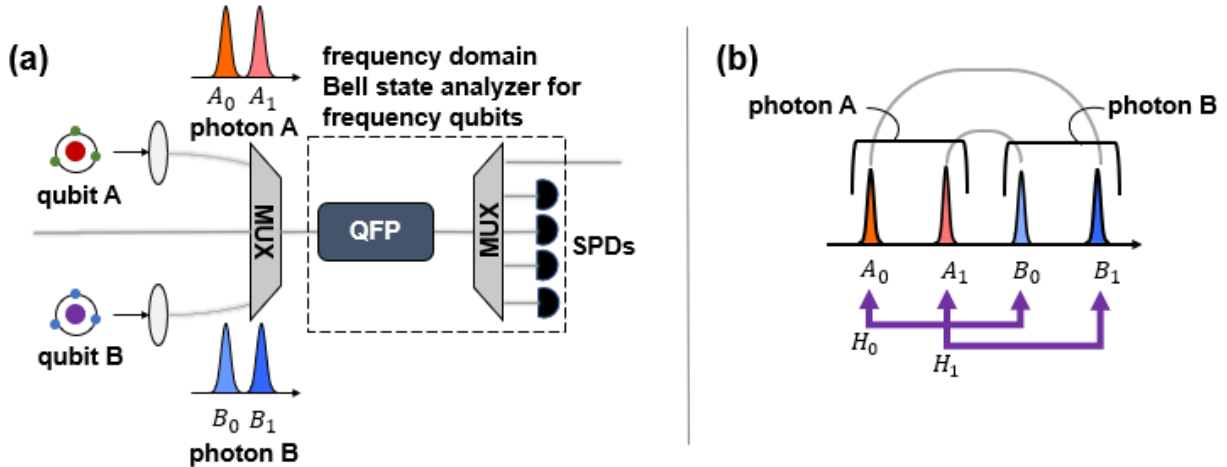 (a)
A₀ A₁
photon A
frequency domain
Bell state analyzer for
frequency qubits
qubit A
MUX
QFP
MUX
SPDs
qubit B
B₀ B₁
photon B
(b)
photon A
photon B
A₀ A₁ B₀ B₁
H₀
H₁